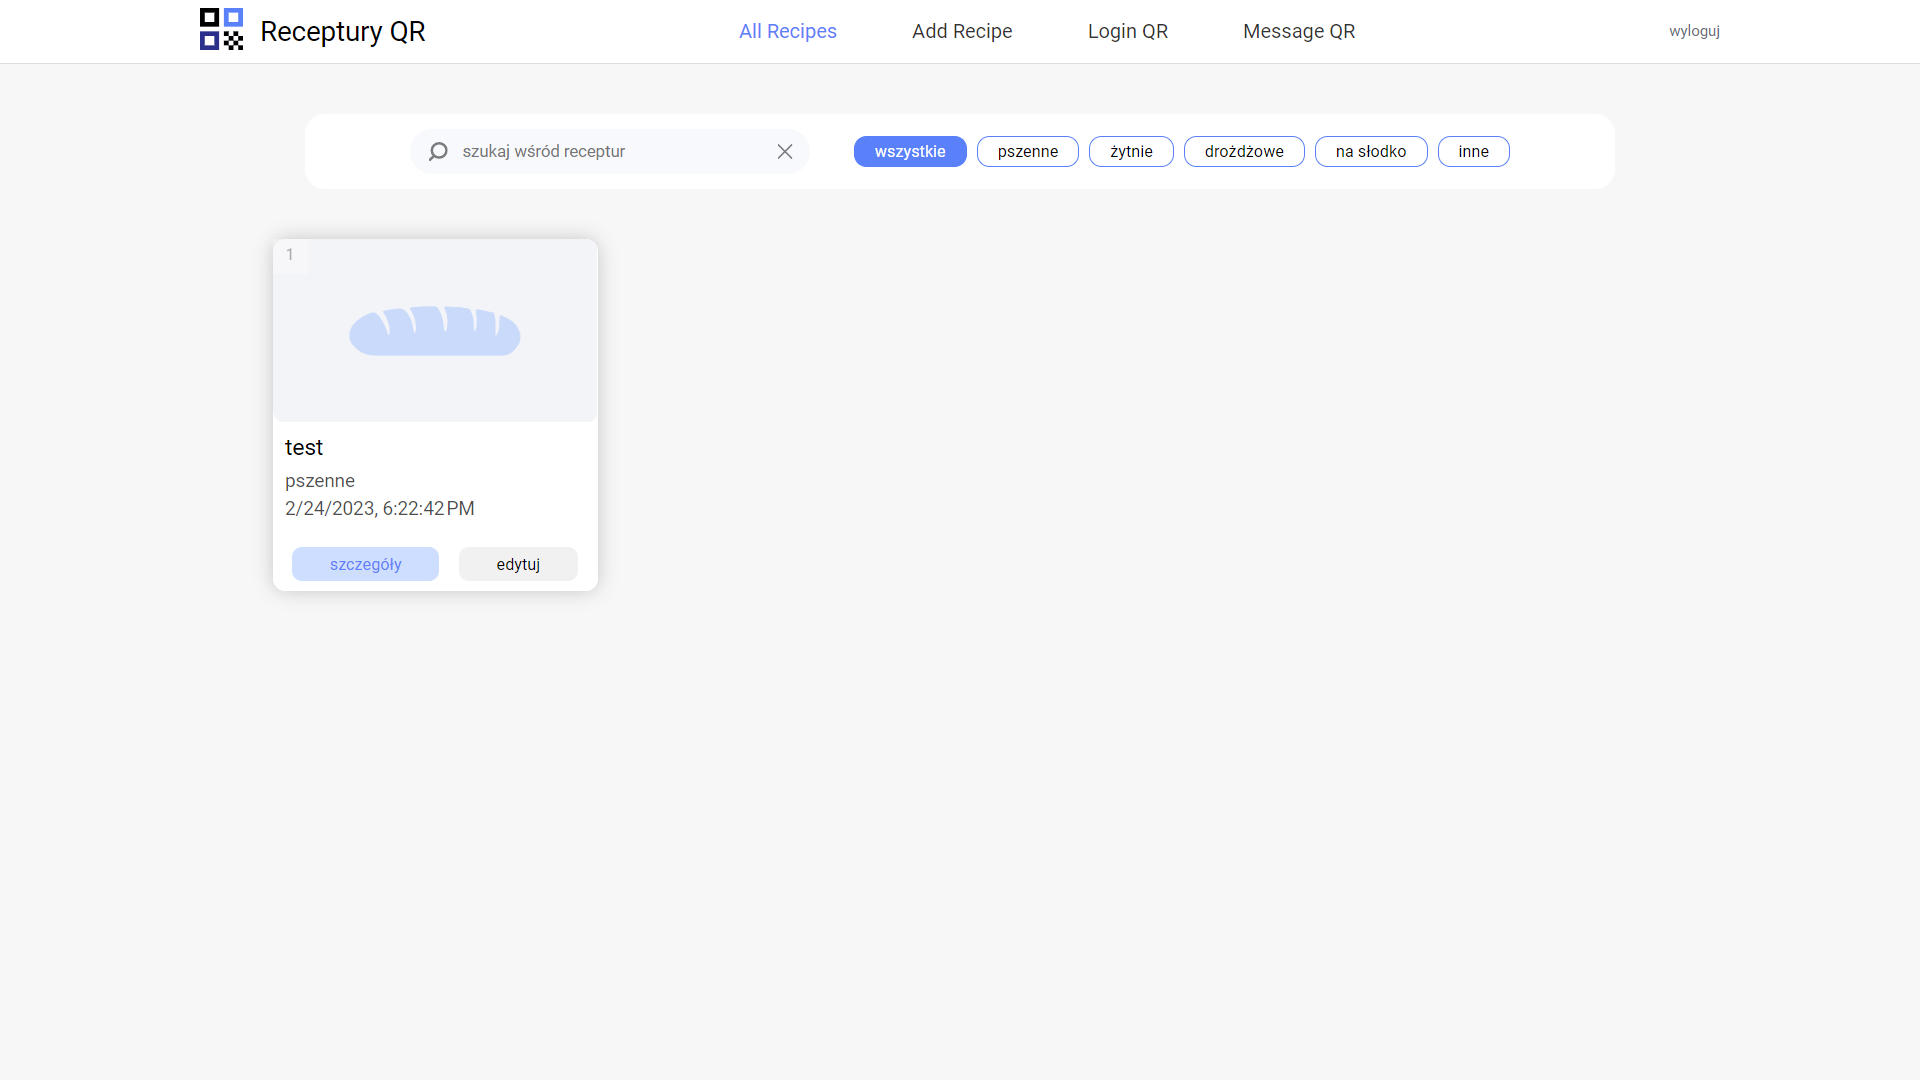 Receptury QR
All Recipes
Add Recipe
Login QR
Message QR
wyloguj
szukaj wśród receptur
wszystkie
pszenne
żytnie
drożdżowe
na słodko
inne
1
test
pszenne
2/24/2023, 6:22:42 PM
szczegóły
edytuj